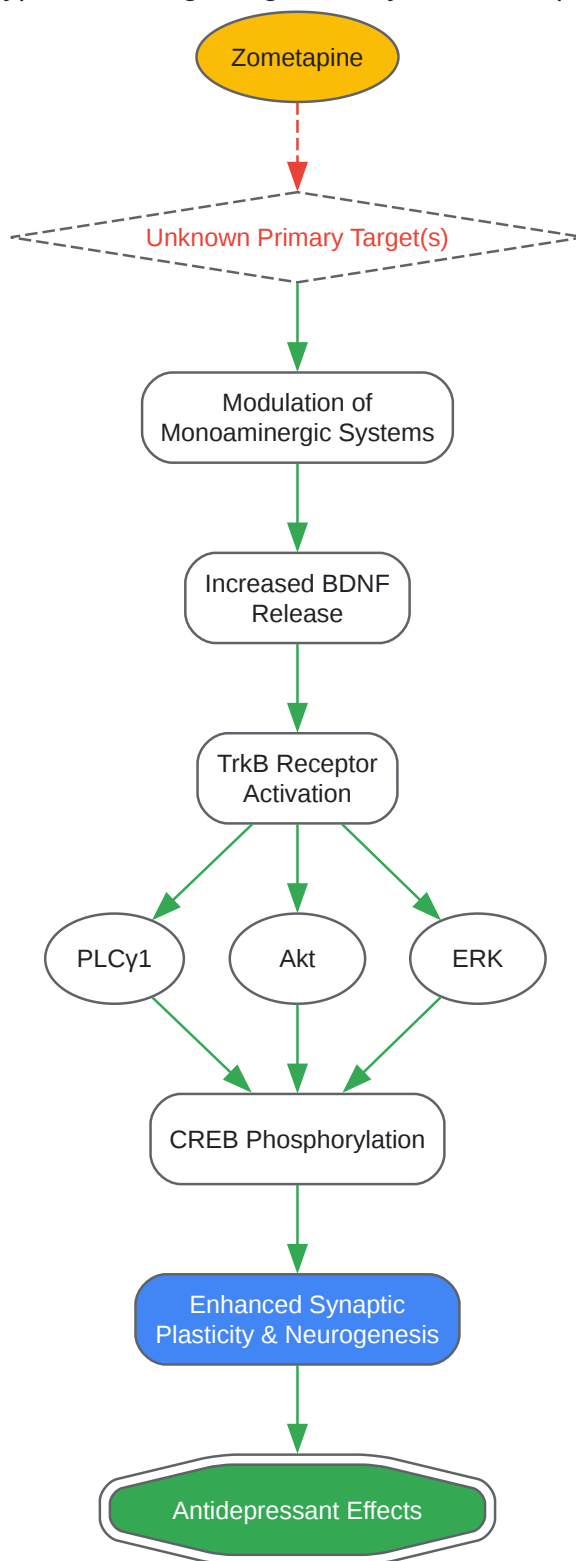 Zometapine
Unknown Primary Target(s)
Modulation of
Monoaminergic Systems
Increased BDNF
Release
TrkB Receptor
Activation
PLCγ1
Akt
ERK
CREB Phosphorylation
Enhanced Synaptic
Plasticity & Neurogenesis
Antidepressant Effects